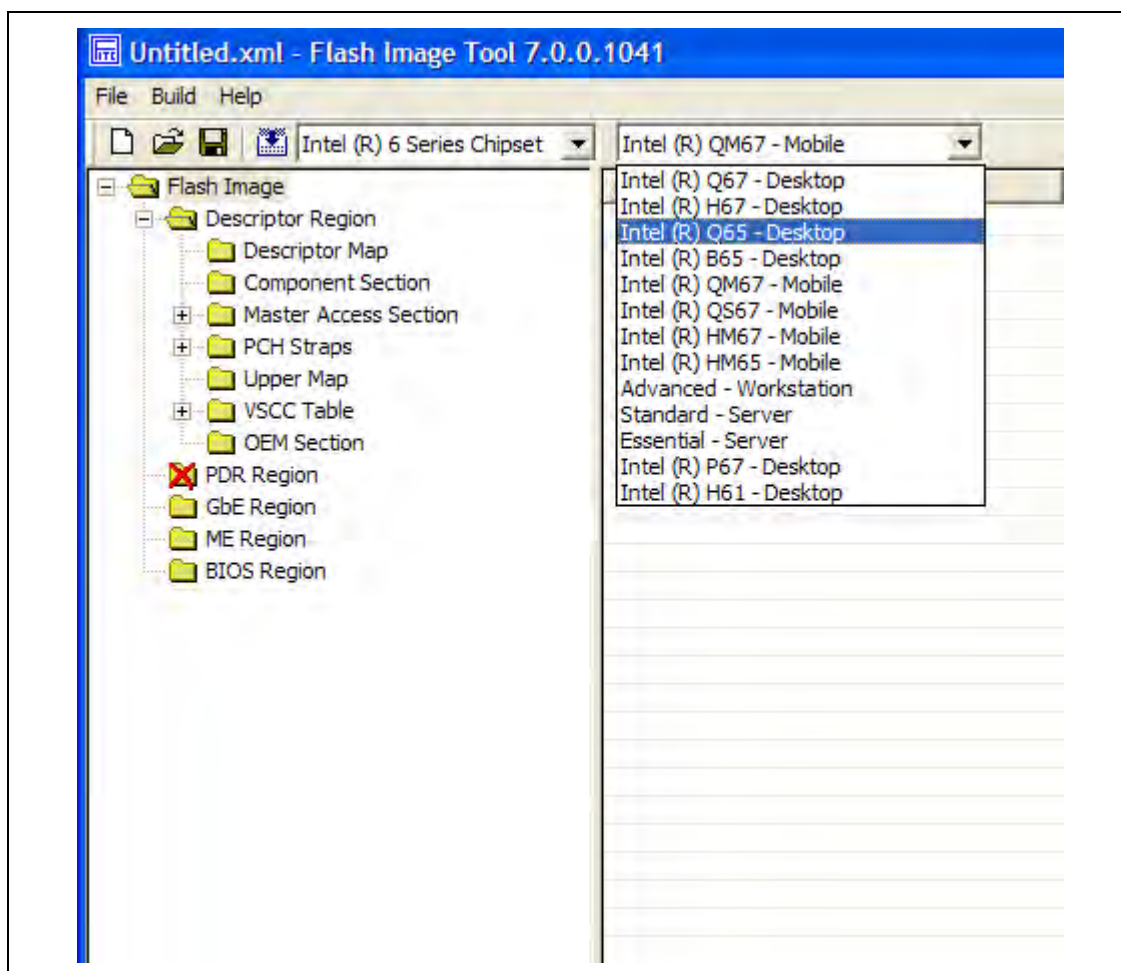 Untitled.xml - Flash Image Tool 7.0.0.1041
File Build Help
Intel (R) 6 Series Chipset
Intel (R) QM67 - Mobile
Flash Image
Descriptor Region
Descriptor Map
Component Section
Master Access Section
PCH Straps
Upper Map
VSCC Table
OEM Section
PDR Region
GbE Region
ME Region
BIOS Region
Intel (R) Q67 - Desktop
Intel (R) H67 - Desktop
Intel (R) Q65 - Desktop
Intel (R) B65 - Desktop
Intel (R) QM67 - Mobile
Intel (R) QS67 - Mobile
Intel (R) HM67 - Mobile
Intel (R) HM65 - Mobile
Advanced - Workstation
Standard - Server
Essential - Server
Intel (R) P67 - Desktop
Intel (R) H61 - Desktop